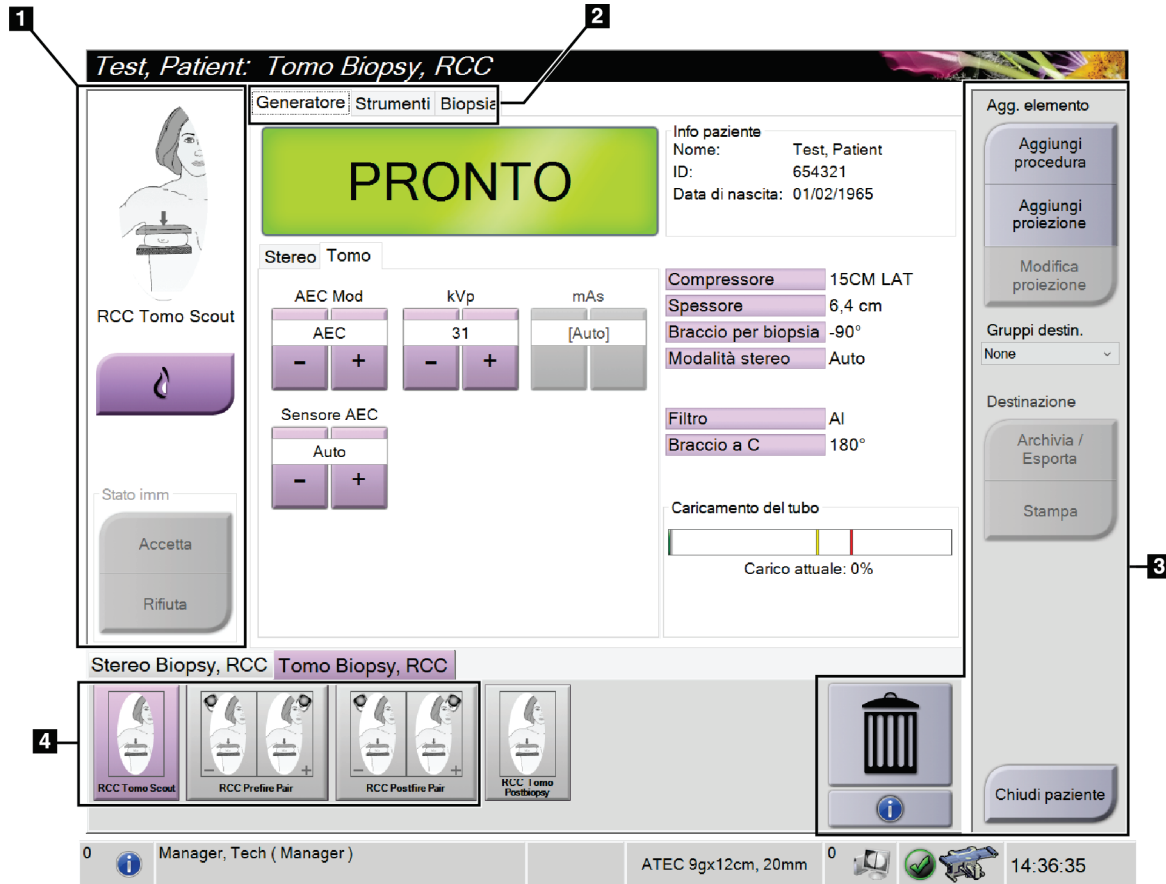 1
2
Test, Patient: Tomo Biopsy, RCC
Generatore Strumenti Biopsia
PRONTO
Info paziente
Nome: Test, Patient
ID: 654321
Data di nascita: 01/02/1965
Agg. elemento
Aggiungi
procedura
Aggiungi
proiezione
Modifica
proiezione
Gruppi destin.
None
Destinazione
Archivia /
Esporta
Stampa
3
RCC Tomo Scout
Stato imm
Accetta
Rifiuta
Stereo Tomo
AEC Mod kVp mAs
AEC 31 [Auto]
- + - +
Sensore AEC
Auto
- +
Compressore 15CM LAT
Spessore 6,4 cm
Braccio per biopsia -90°
Modalità stereo Auto
Filtro Al
Braccio a C 180°
Caricamento del tubo
Carico attuale: 0%
Stereo Biopsy, RCC Tomo Biopsy, RCC
4
RCC Tomo Scout
- +
RCC Prefire Pair
- +
RCC Postfire Pair
RCC Tomo
Postbiopsy
i
Chiudi paziente
0 i Manager, Tech ( Manager ) ATEC 9gx12cm, 20mm 0 14:36:35